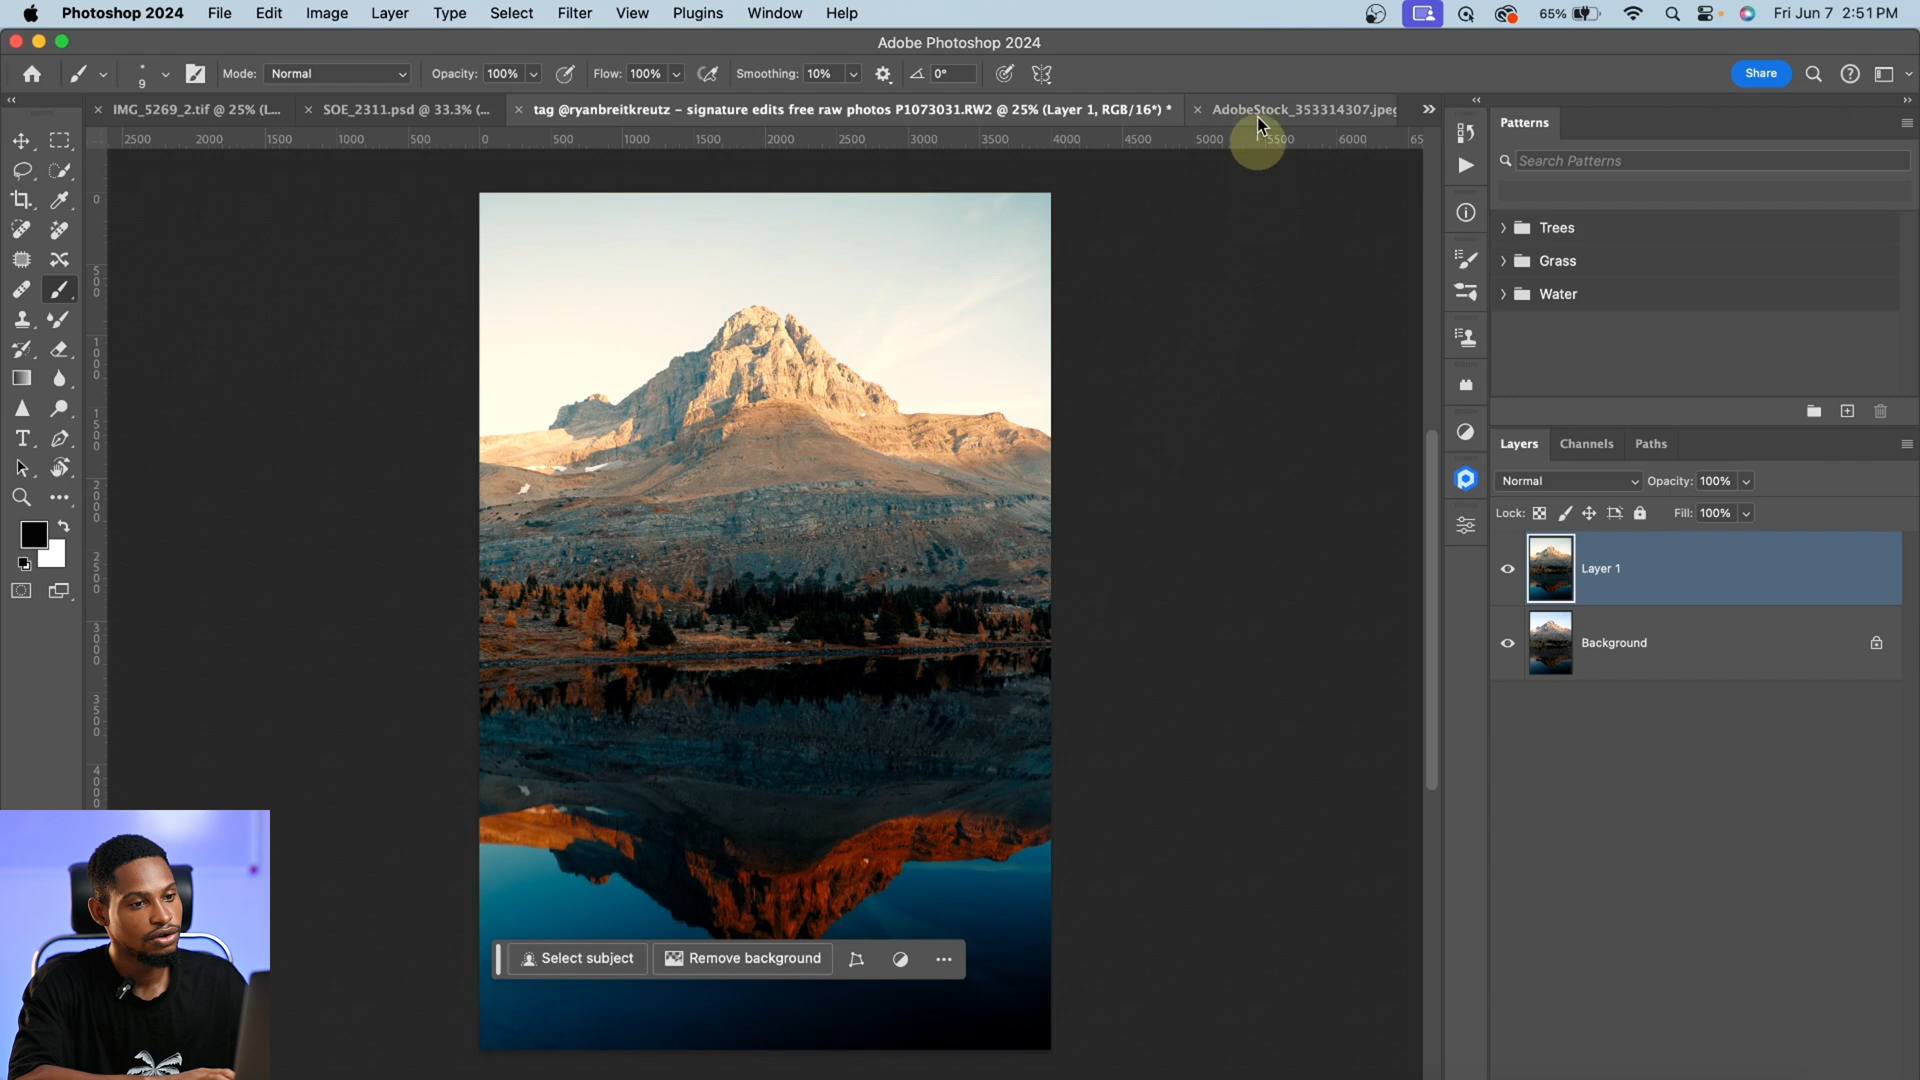 Photoshop 2024 File Edit Image Layer Type Select Filter View Plugins Window Help 65% Fri Jun 7 2:51 PM
Adobe Photoshop 2024
9 Mode: Normal Opacity: 100% Flow: 100% Smoothing: 10% 0° Share
IMG_5269_2.tif @ 25% (L... SOE_2311.psd @ 33.3% (... tag @ryanbreitkreutz – signature edits free raw photos P1073031.RW2 @ 25% (Layer 1, RGB/16*) * AdobeStock_353314307.jpeg
2500 2000 1500 1000 500 0 500 1000 1500 2000 2500 3000 3500 4000 4500 5000 5500 6000 65
0
500
1000
1500
2000
2500
3000
3500
4000
Select subject Remove background
Patterns
Search Patterns
Trees
Grass
Water
Layers Channels Paths
Normal Opacity: 100%
Lock: Fill: 100%
Layer 1
Background